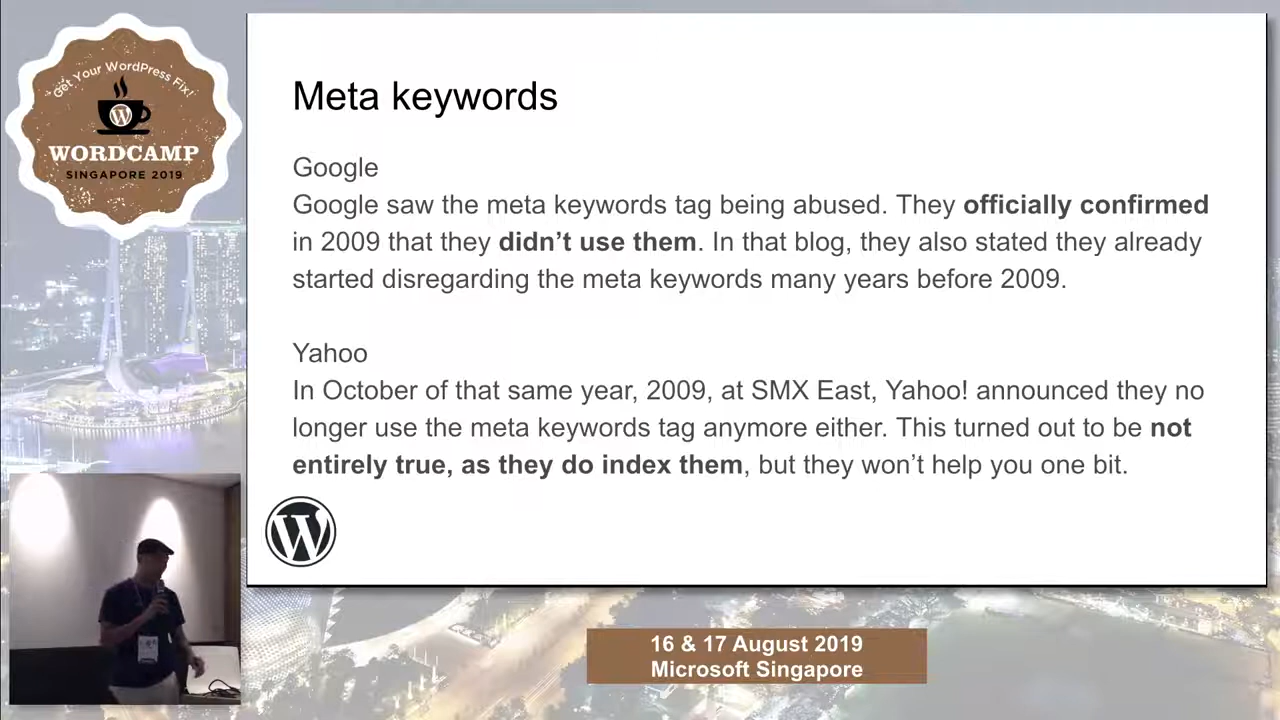 Get Your WordPress Fix!
WORDCAMP
SINGAPORE 2019
Meta keywords
Google
Google saw the meta keywords tag being abused. They officially confirmed
in 2009 that they didn’t use them. In that blog, they also stated they already
started disregarding the meta keywords many years before 2009.
Yahoo
In October of that same year, 2009, at SMX East, Yahoo! announced they no
longer use the meta keywords tag anymore either. This turned out to be not
entirely true, as they do index them, but they won’t help you one bit.
16 & 17 August 2019
Microsoft Singapore